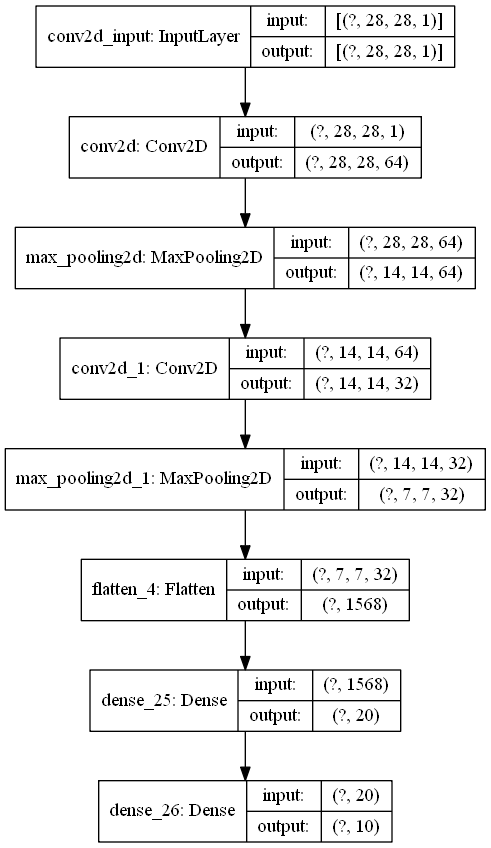 conv2d_input: InputLayer
input: [(?, 28, 28, 1)]
output: [(?, 28, 28, 1)]
conv2d: Conv2D
input: (?, 28, 28, 1)
output: (?, 28, 28, 64)
max_pooling2d: MaxPooling2D
input: (?, 28, 28, 64)
output: (?, 14, 14, 64)
conv2d_1: Conv2D
input: (?, 14, 14, 64)
output: (?, 14, 14, 32)
max_pooling2d_1: MaxPooling2D
input: (?, 14, 14, 32)
output: (?, 7, 7, 32)
flatten_4: Flatten
input: (?, 7, 7, 32)
output: (?, 1568)
dense_25: Dense
input: (?, 1568)
output: (?, 20)
dense_26: Dense
input: (?, 20)
output: (?, 10)